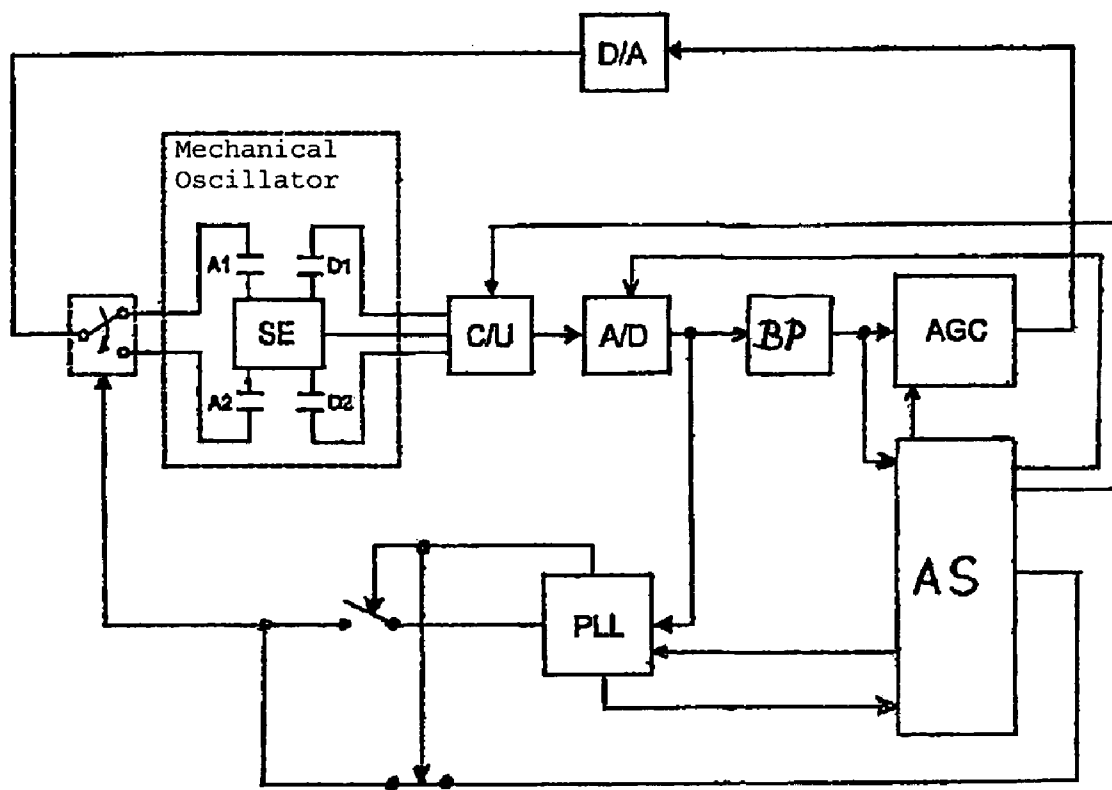 D/A
Mechanical
Oscillator
A1
D1
SE
A2
D2
C/U
A/D
BP
AGC
AS
PLL